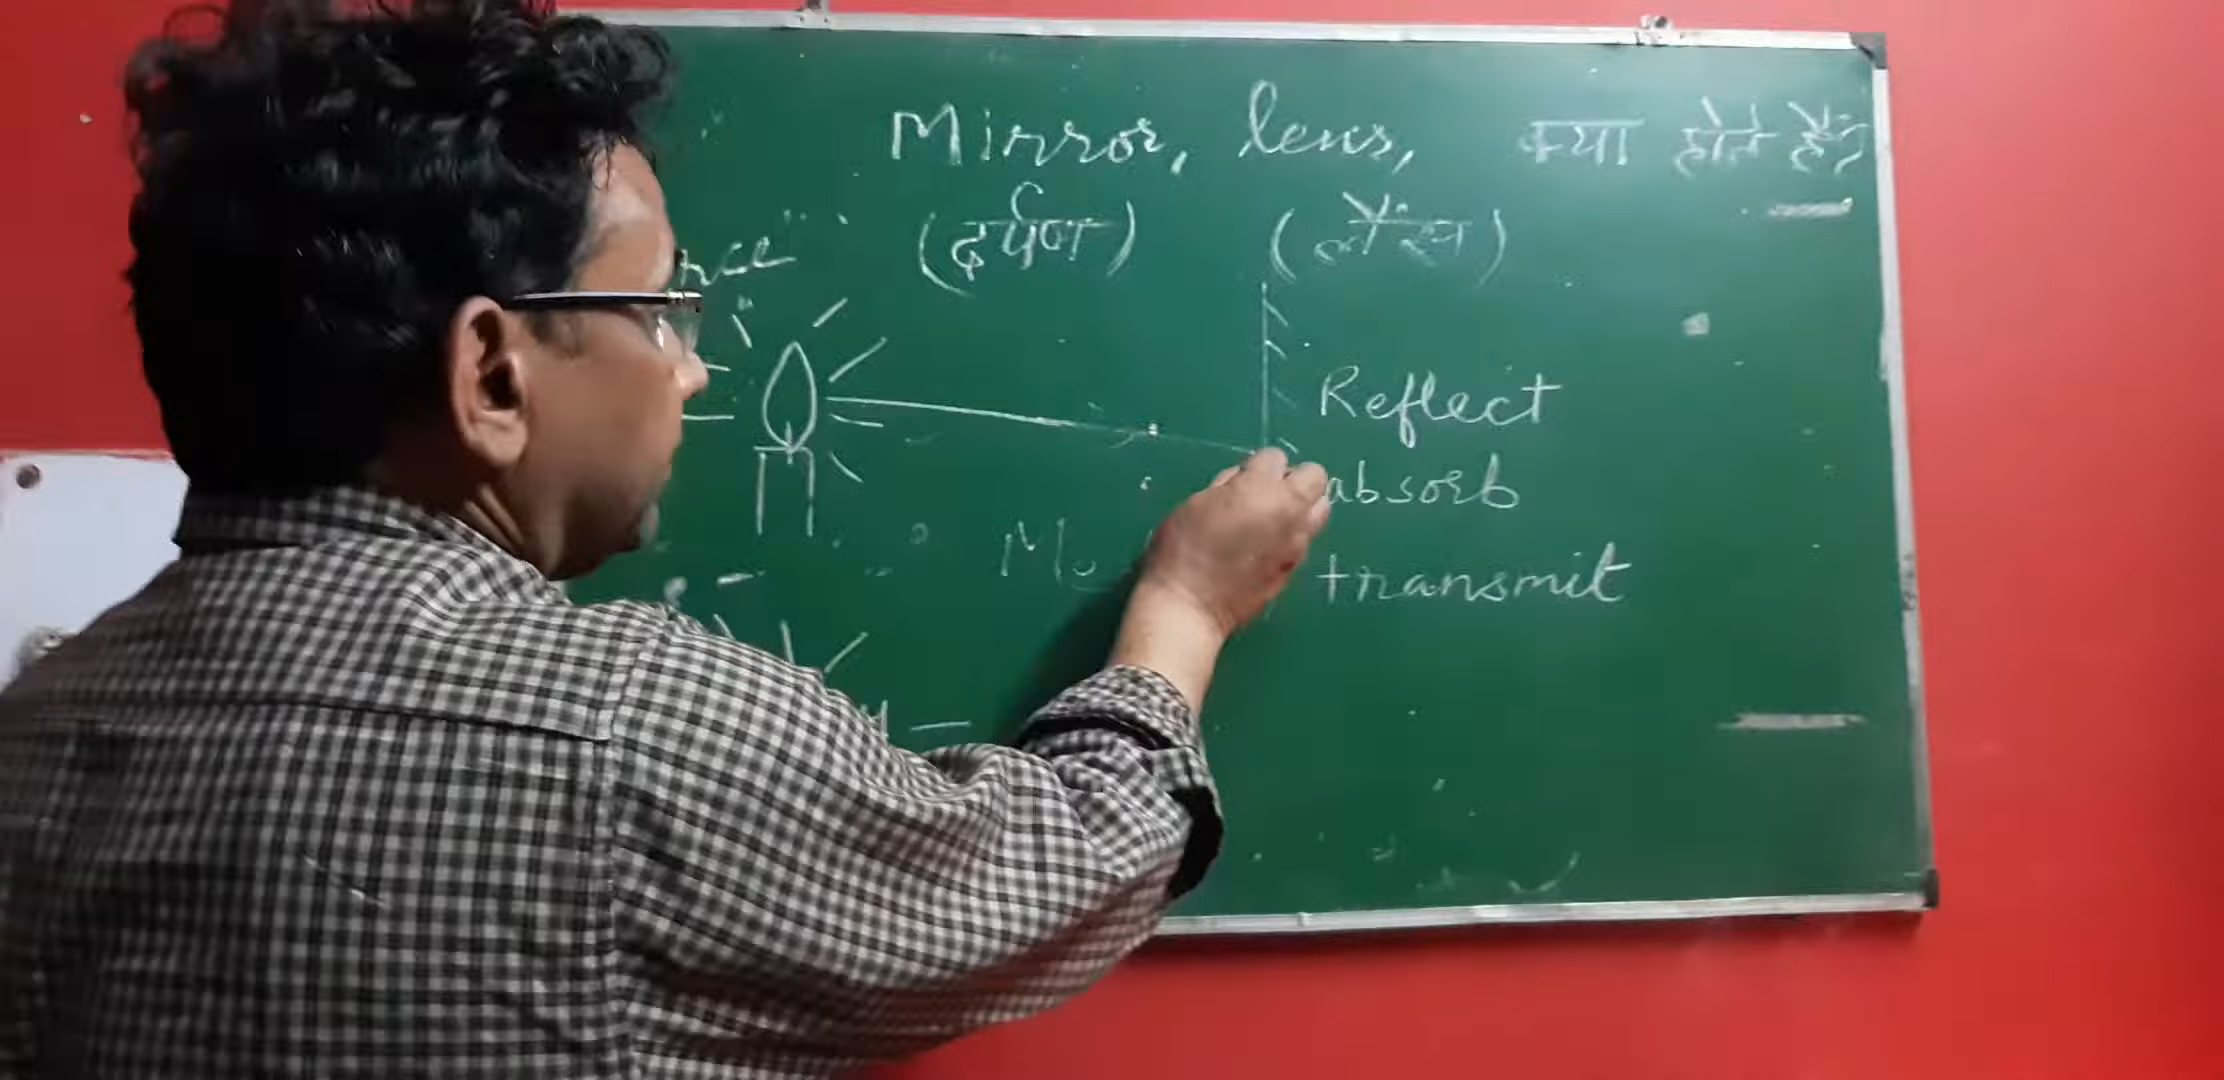 Mirror, lens, क्या होते हैं?
(दर्पण) (लेंस)
Reflect
absorb
transmit